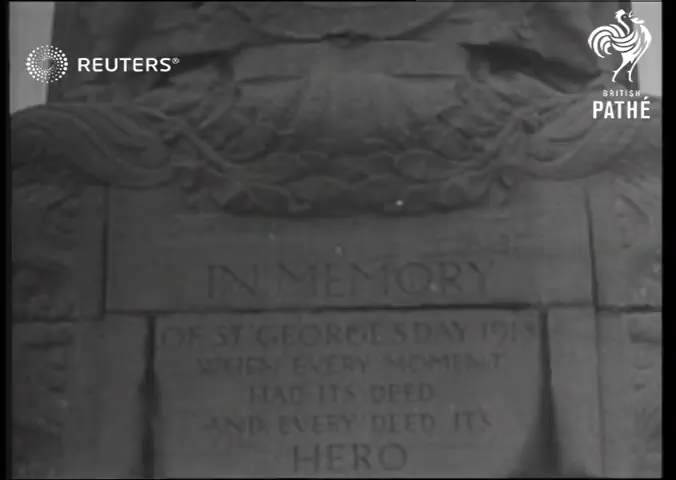 REUTERS®
BRITISH
PATHÉ
IN MEMORY
OF ST GEORGE'S DAY 1918
WHEN EVERY MOMENT
HAD ITS DEED
AND EVERY DEED ITS
HERO